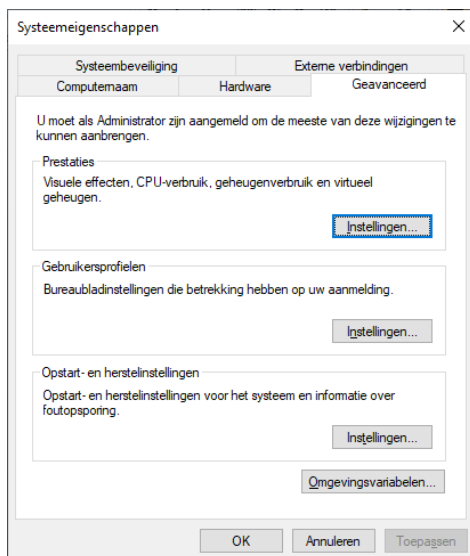 Systeemeigenschappen
Systeembeveiliging Externe verbindingen
Computernaam Hardware Geavanceerd
U moet als Administrator zijn aangemeld om de meeste van deze wijzigingen te
kunnen aanbrengen.
Prestaties
Visuele effecten, CPU-verbruik, geheugenverbruik en virtueel
geheugen.
Instellingen...
Gebruikersprofielen
Bureaubladinstellingen die betrekking hebben op uw aanmelding.
Instellingen...
Opstart- en herstelinstellingen
Opstart- en herstelinstellingen voor het systeem en informatie over
foutopsporing.
Instellingen...
Omgevingsvariabelen...
OK Annuleren Toepassen